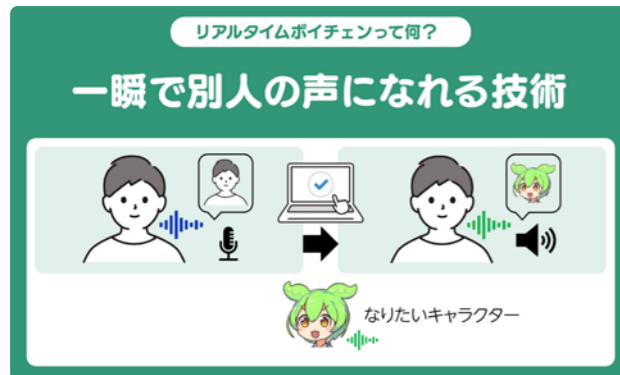 リアルタイムボイチェンって何？
一瞬で別人の声になれる技術
なりたいキャラクター